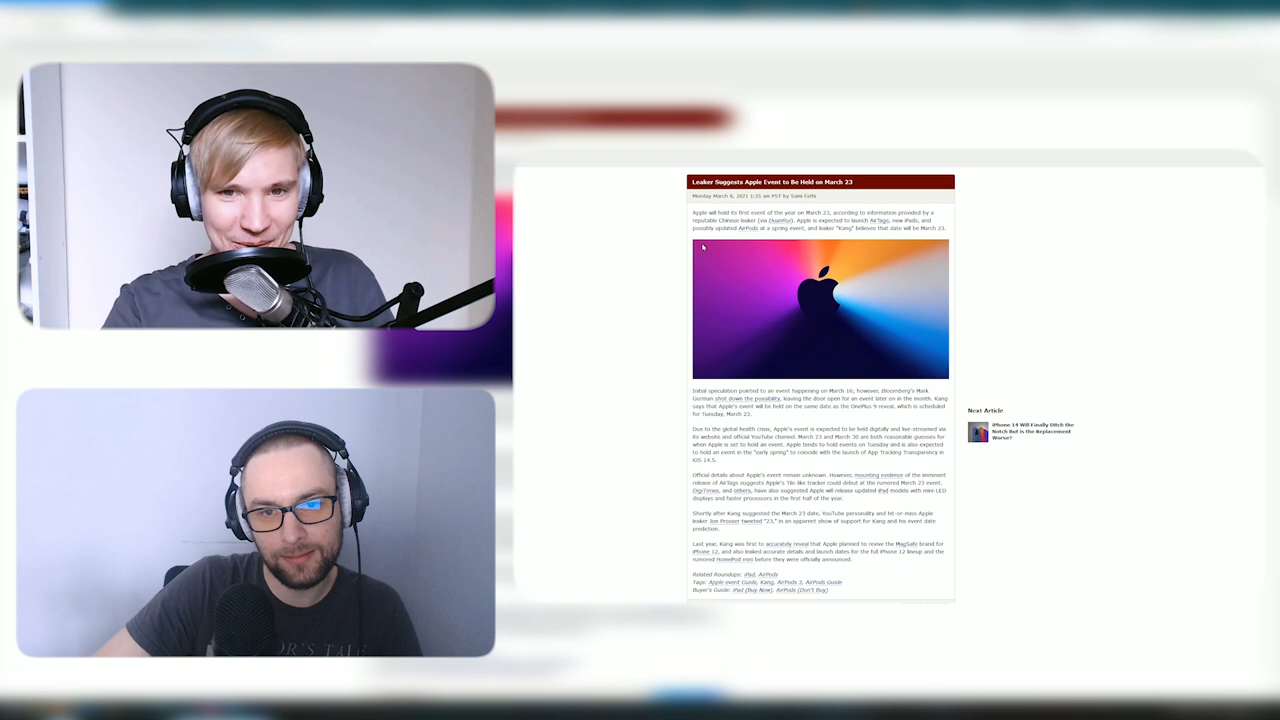 Leaker Suggests Apple Event to Be Held on March 23
Monday March 8, 2021 1:25 am PST by Sami Fathi
Apple will hold its first event of the year on March 23, according to information provided by a
reputable Chinese leaker (via DuanRui). Apple is expected to launch AirTags, new iPads, and
possibly updated AirPods at a spring event, and leaker "Kang" believes that date will be March 23.
Initial speculation pointed to an event happening on March 16; however, Bloomberg's Mark
Gurman shot down the possibility, leaving the door open for an event later on in the month. Kang
says that Apple's event will be held on the same date as the OnePlus 9 reveal, which is scheduled
for Tuesday, March 23.
Due to the global health crisis, Apple's event is expected to be held digitally and live-streamed via
its website and official YouTube channel. March 23 and March 30 are both reasonable guesses for
when Apple is set to hold an event. Apple tends to hold events on Tuesday and is also expected
to hold an event in the "early spring" to coincide with the launch of App Tracking Transparency in
iOS 14.5.
Official details about Apple's event remain unknown. However, mounting evidence of the imminent
release of AirTags suggests Apple's Tile-like tracker could debut at the rumored March 23 event.
DigiTimes, and others, have also suggested Apple will release updated iPad models with mini-LED
displays and faster processors in the first half of the year.
Shortly after Kang suggested the March 23 date, YouTube personality and hit-or-miss Apple
leaker Jon Prosser tweeted "23," in an apparent show of support for Kang and his event date
prediction.
Last year, Kang was first to accurately reveal that Apple planned to revive the MagSafe brand for
iPhone 12, and also leaked accurate details and launch dates for the full iPhone 12 lineup and the
rumored HomePod mini before they were officially announced.
Related Roundups: iPad, AirPods
Tags: Apple event Guide, Kang, AirPods 3, AirPods Guide
Buyer's Guide: iPad (Buy Now), AirPods (Don't Buy)
Next Article
iPhone 14 Will Finally Ditch the
Notch But is the Replacement
Worse?
OR'S TALE